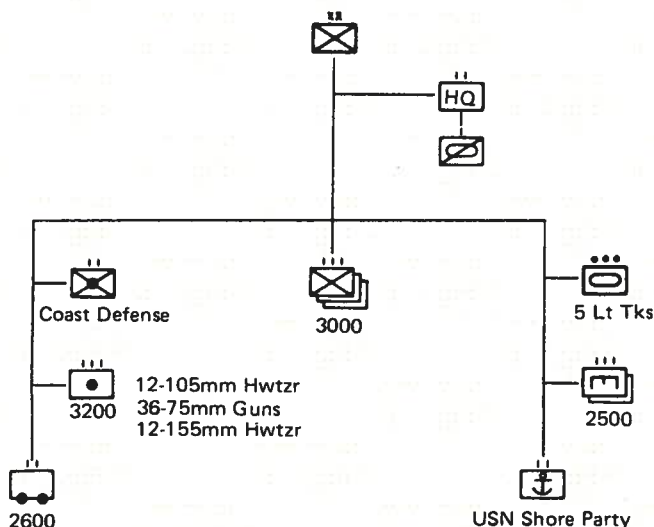 HQ
Coast Defense
3000
5 Lt Tks
3200
12-105mm Hwtzr
36-75mm Guns
12-155mm Hwtzr
2500
2600
USN Shore Party